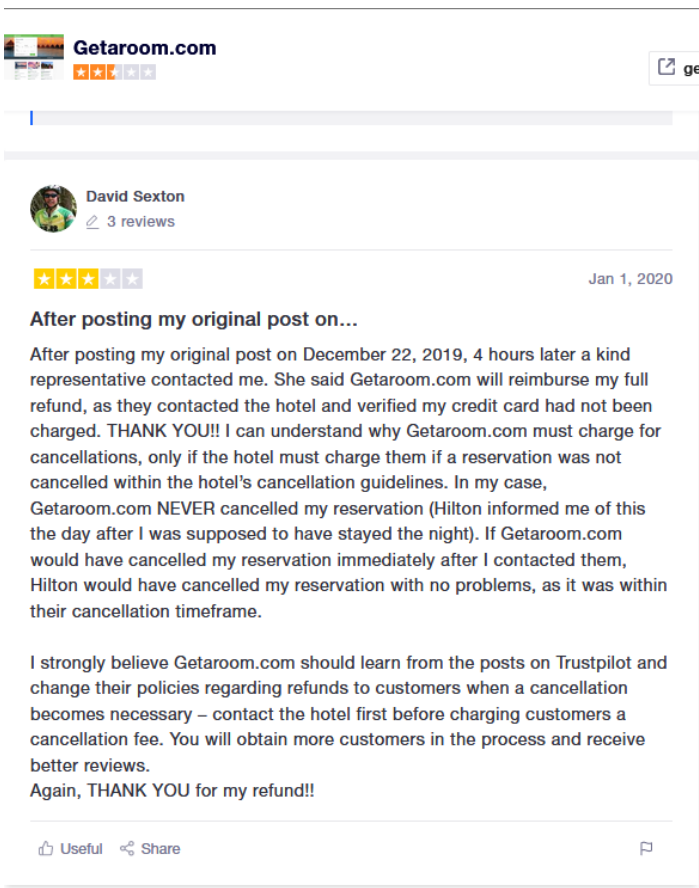 Getaroom.com
ge
David Sexton
3 reviews
Jan 1, 2020
After posting my original post on…
After posting my original post on December 22, 2019, 4 hours later a kind
representative contacted me. She said Getaroom.com will reimburse my full
refund, as they contacted the hotel and verified my credit card had not been
charged. THANK YOU!! I can understand why Getaroom.com must charge for
cancellations, only if the hotel must charge them if a reservation was not
cancelled within the hotel's cancellation guidelines. In my case,
Getaroom.com NEVER cancelled my reservation (Hilton informed me of this
the day after I was supposed to have stayed the night). If Getaroom.com
would have cancelled my reservation immediately after I contacted them,
Hilton would have cancelled my reservation with no problems, as it was within
their cancellation timeframe.
I strongly believe Getaroom.com should learn from the posts on Trustpilot and
change their policies regarding refunds to customers when a cancellation
becomes necessary – contact the hotel first before charging customers a
cancellation fee. You will obtain more customers in the process and receive
better reviews.
Again, THANK YOU for my refund!!
Useful
Share